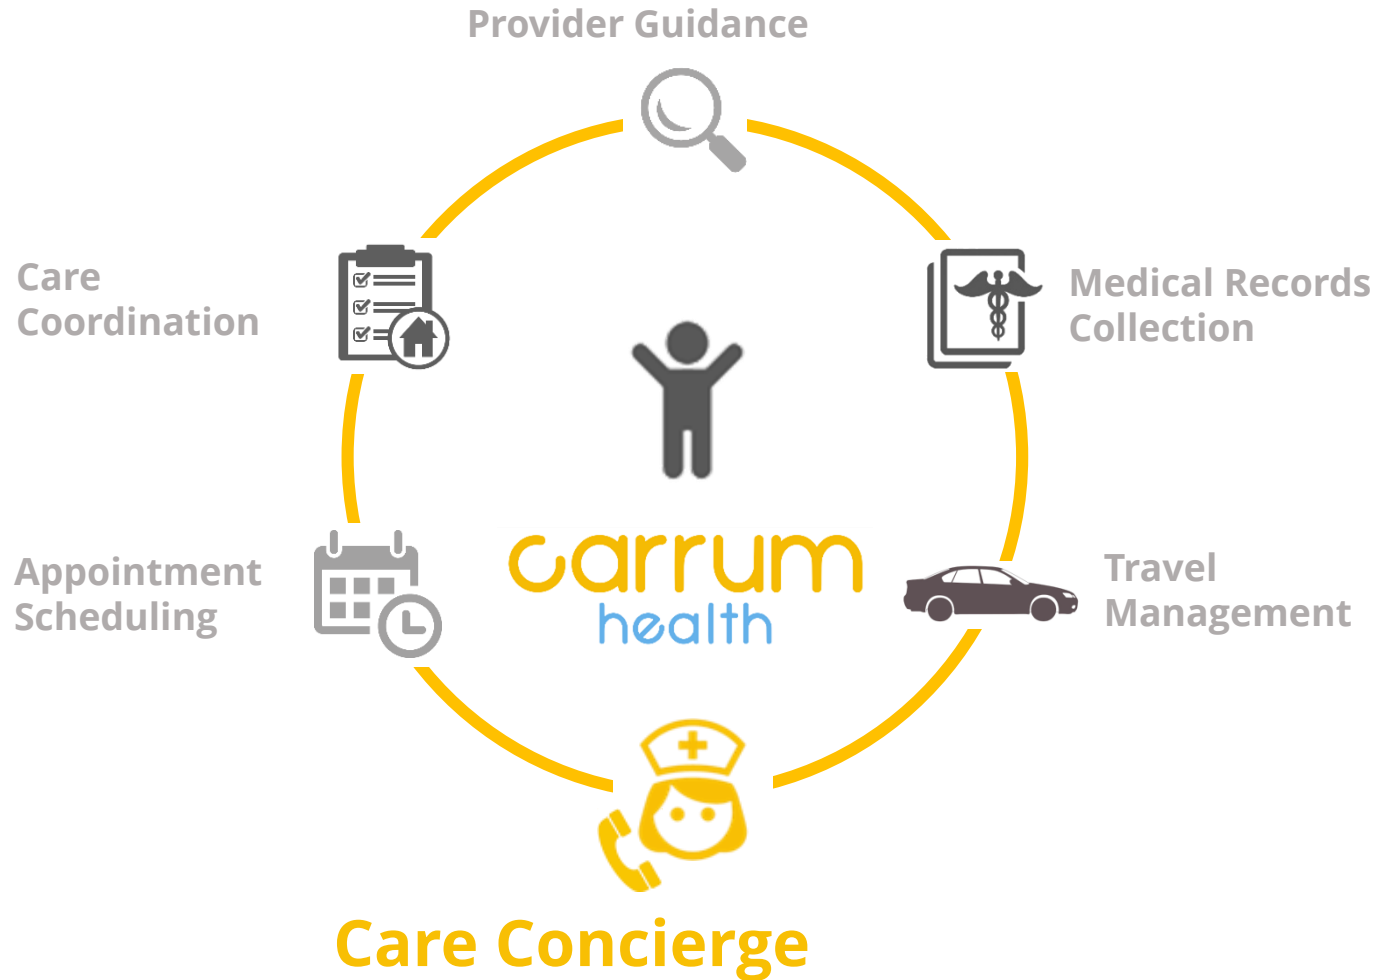 Provider Guidance
Care
Coordination
Medical Records
Collection
Appointment
Scheduling
carrum
health
Travel
Management
Care Concierge